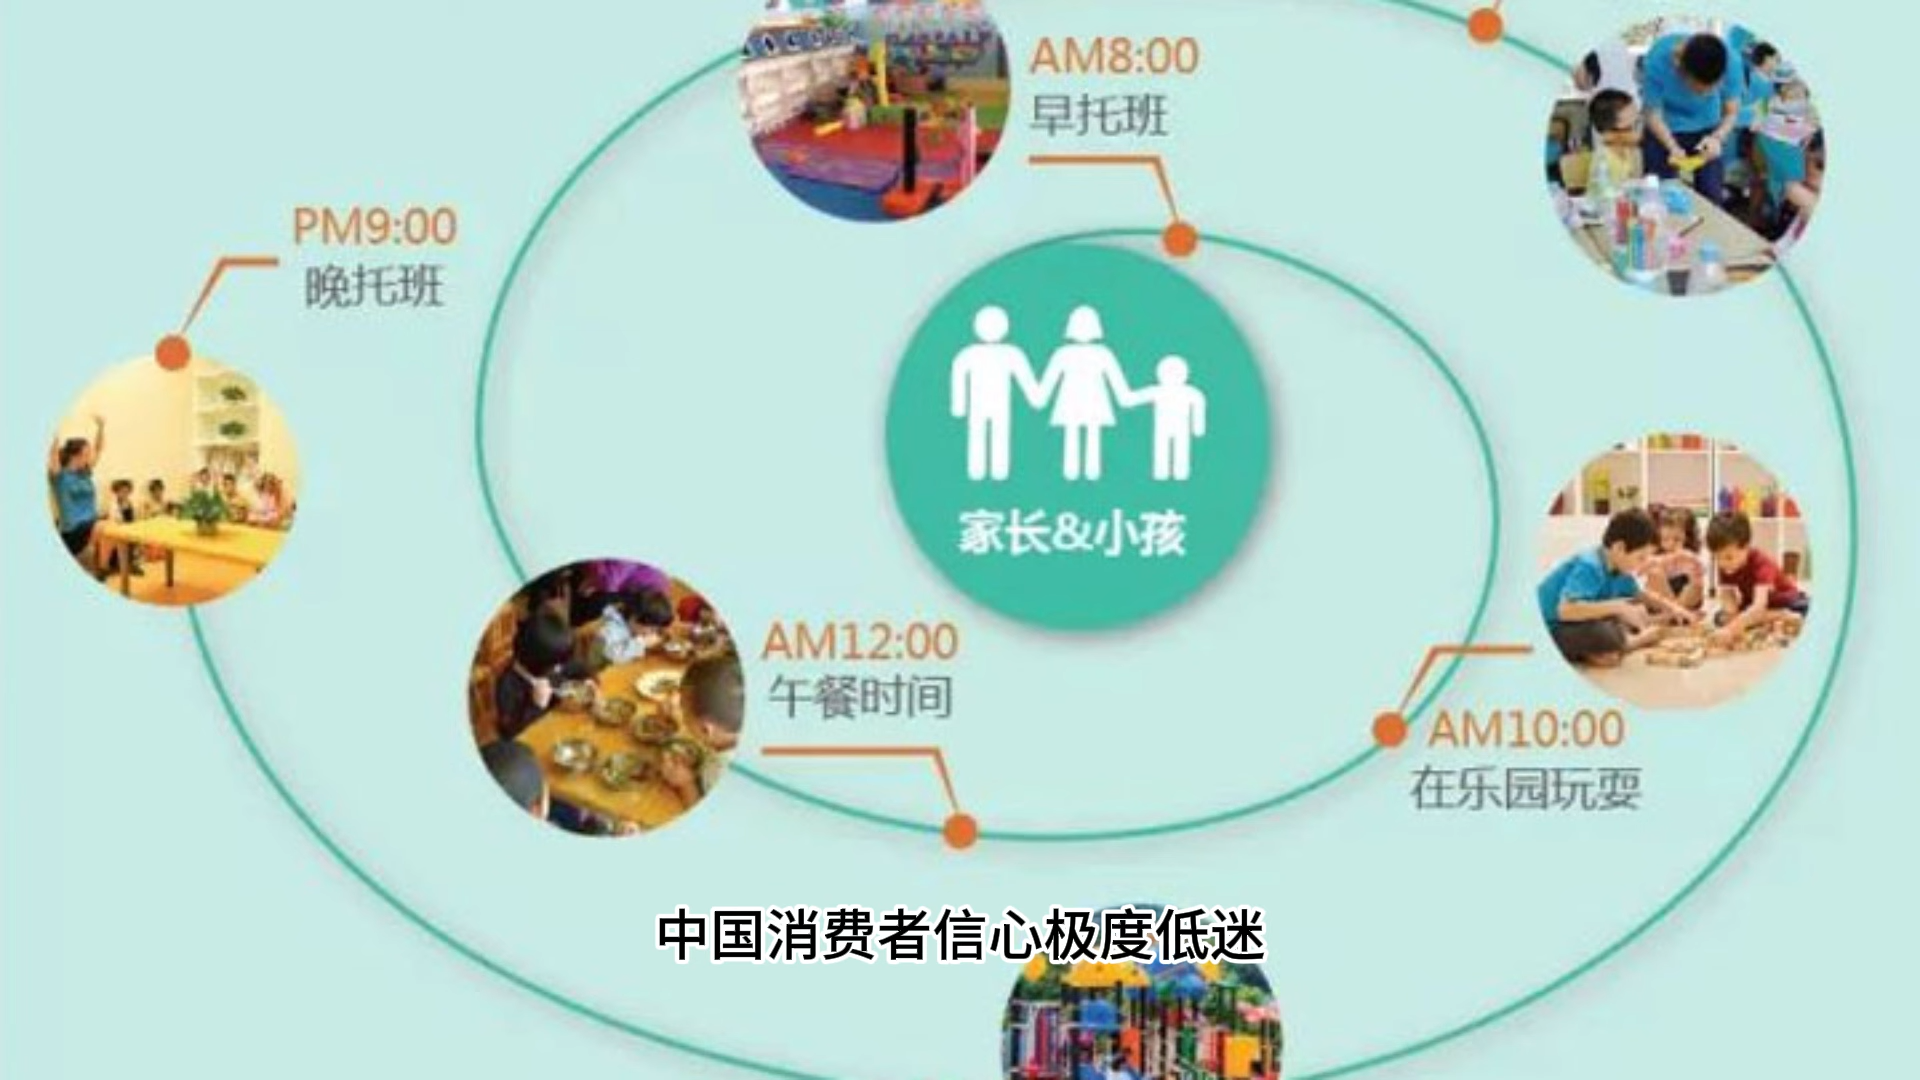 AM8:00
早托班
PM9:00
晚托班
家长&小孩
AM12:00
午餐时间
AM10:00
在乐园玩耍
中国消费者信心极度低迷